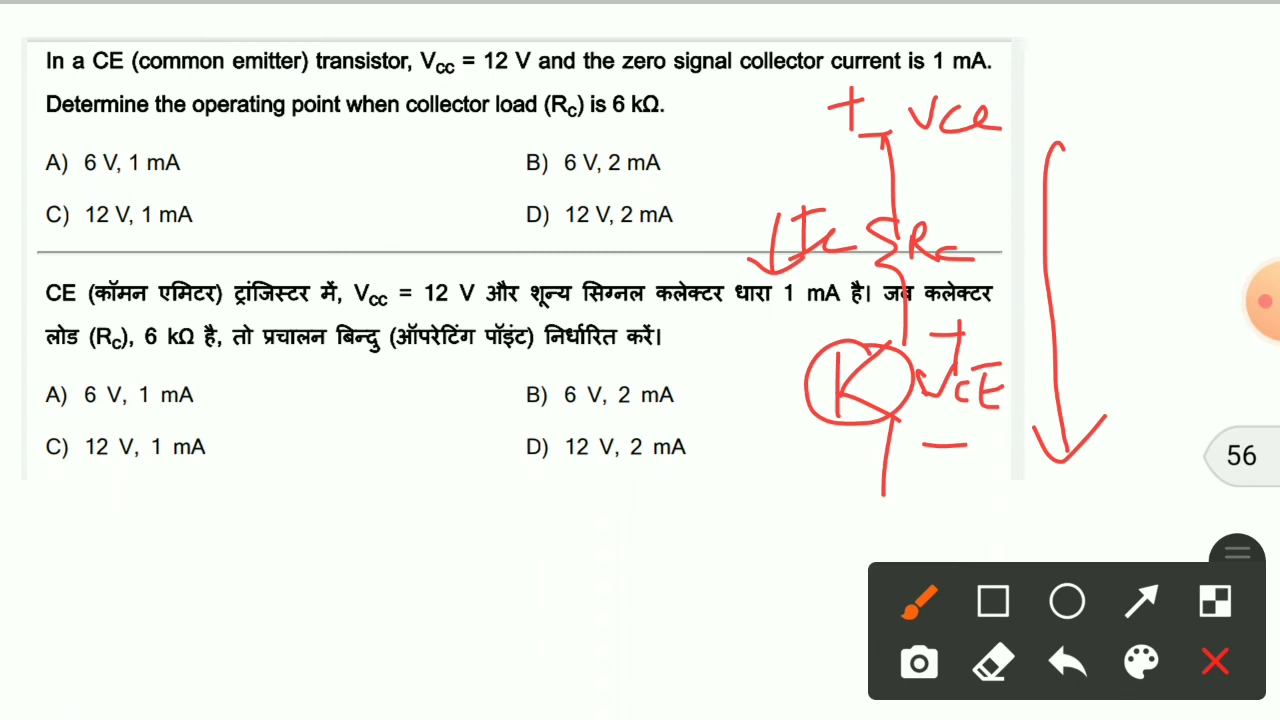 In a CE (common emitter) transistor, VCC = 12 V and the zero signal collector current is 1 mA.
Determine the operating point when collector load (RC) is 6 kΩ.
A) 6 V, 1 mA
B) 6 V, 2 mA
C) 12 V, 1 mA
D) 12 V, 2 mA
CE (कॉमन एमिटर) ट्रांजिस्टर में, VCC = 12 V और शून्य सिग्नल कलेक्टर धारा 1 mA है। जब कलेक्टर
लोड (RC), 6 kΩ है, तो प्रचालन बिन्दु (ऑपरेटिंग पॉइंट) निर्धारित करें।
A) 6 V, 1 mA
B) 6 V, 2 mA
C) 12 V, 1 mA
D) 12 V, 2 mA
+ Vcc
Ic
Rc
+
VCE
−
56